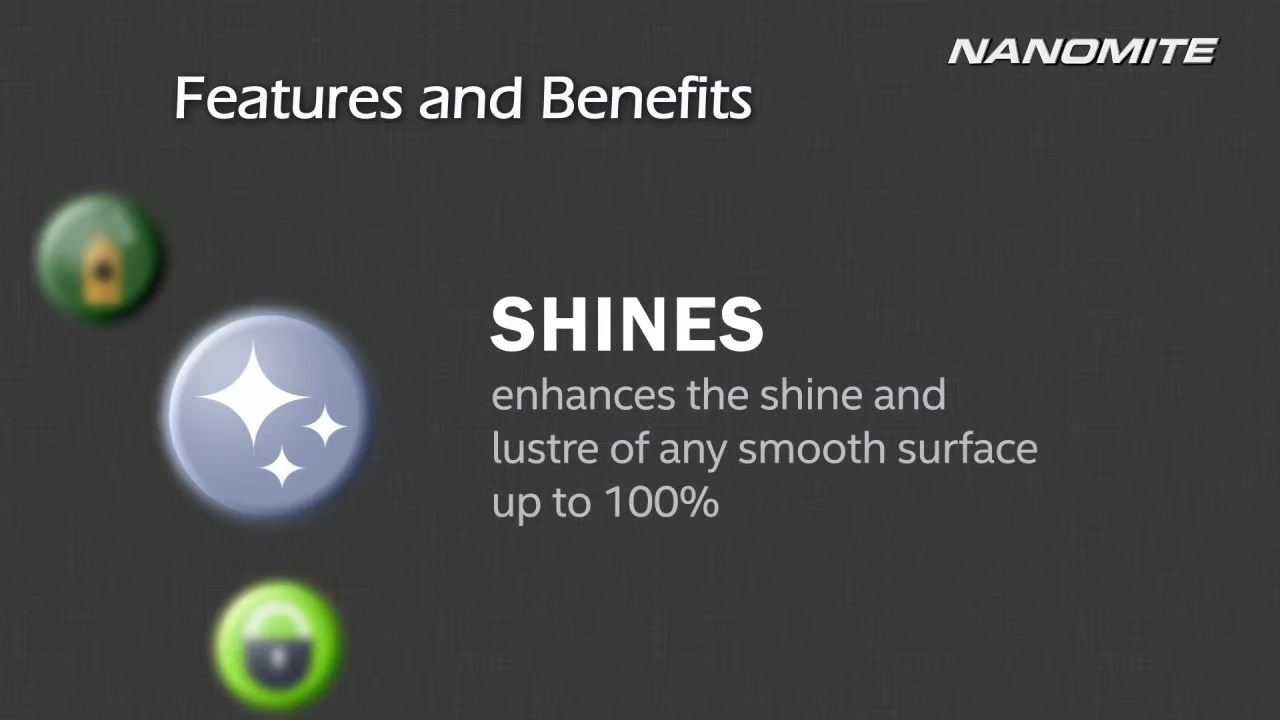 NANOMITE
Features and Benefits
SHINES
enhances the shine and
lustre of any smooth surface
up to 100%